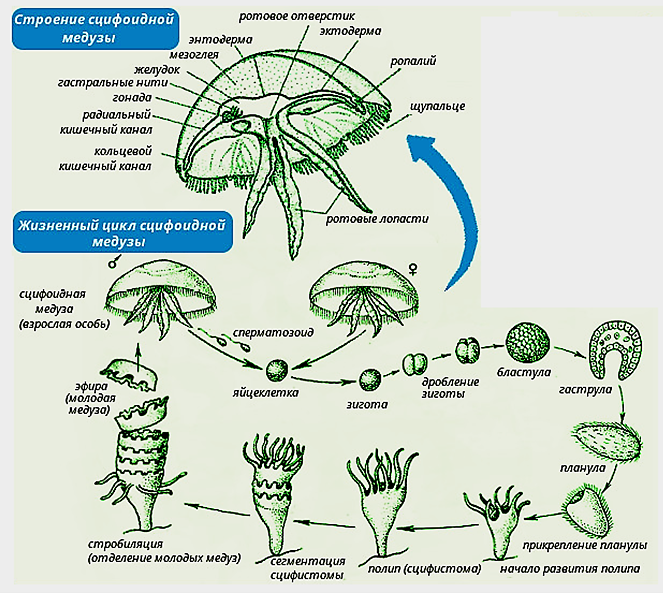 Строение сцифоидной
медузы
ротовое отверстик
эктодерма
энтодерма
мезоглея
желудок
гастральные нити
гонада
радиальный
кишечный канал
кольцевой
кишечный канал
ропалий
щупальце
ротовые лопасти
Жизненный цикл сцифоидной
медузы
♂
♀
сцифоидная
медуза
(взрослая особь)
сперматозоид
яйцеклетка
зигота
дробление
зиготы
бластула
гаструла
эфира
(молодая
медуза)
планула
прикрепление планулы
стробиляция
(отделение молодых медуз)
сегментация
сцифистомы
полип (сцифистома)
начало развития полипа